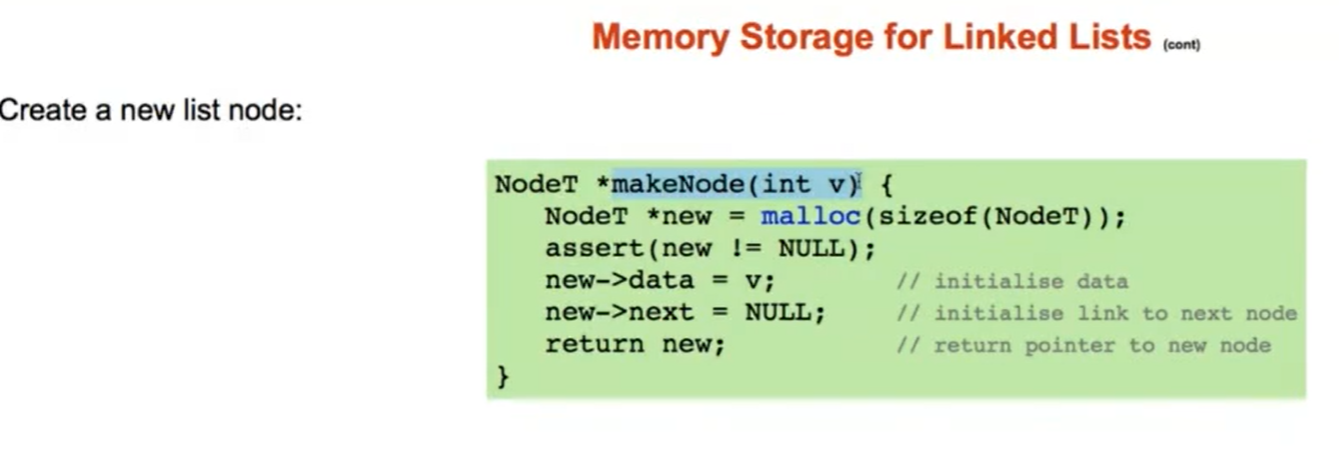 Memory Storage for Linked Lists (cont)
Create a new list node:
NodeT *makeNode(int v) {
   NodeT *new = malloc(sizeof(NodeT));
   assert(new != NULL);
   new->data = v;          // initialise data
   new->next = NULL;       // initialise link to next node
   return new;             // return pointer to new node
}